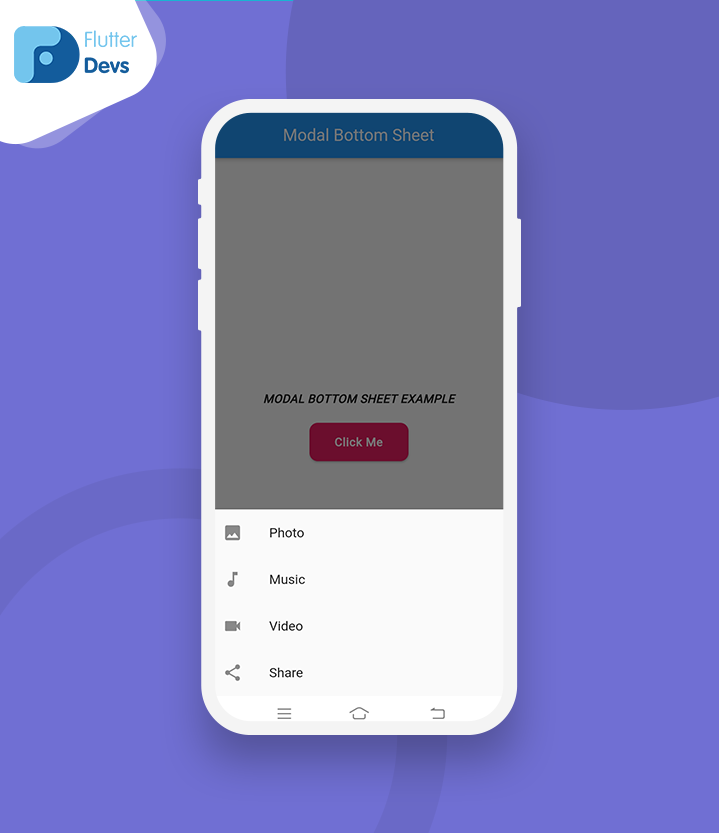 Flutter
Devs
Modal Bottom Sheet
MODAL BOTTOM SHEET EXAMPLE
Click Me
Photo
Music
Video
Share